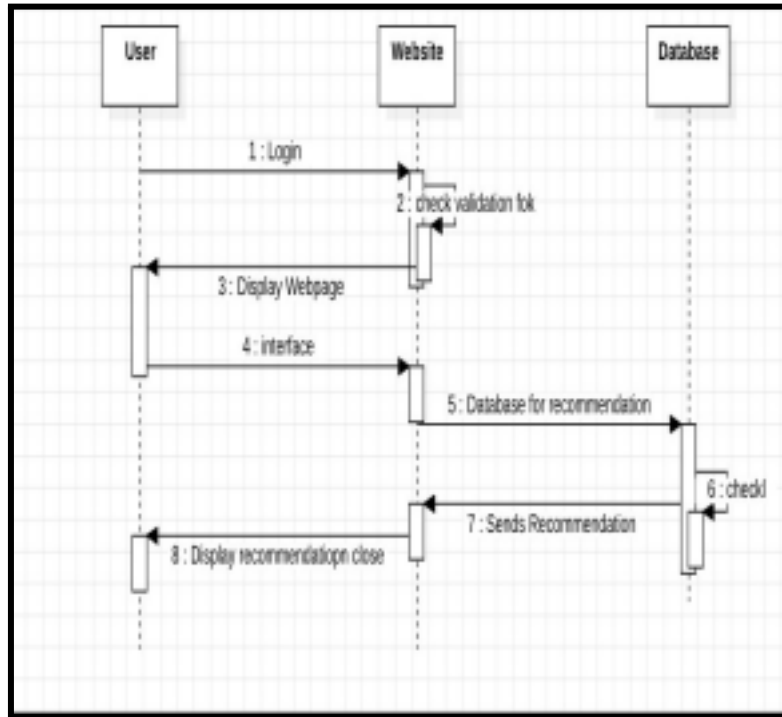 User
Website
Database
1 : Login
2 : check validation fok
3 : Display Webpage
4 : interface
5 : Database for recommendation
6 : checkl
7 : Sends Recommendation
8 : Display recommendatiopn close